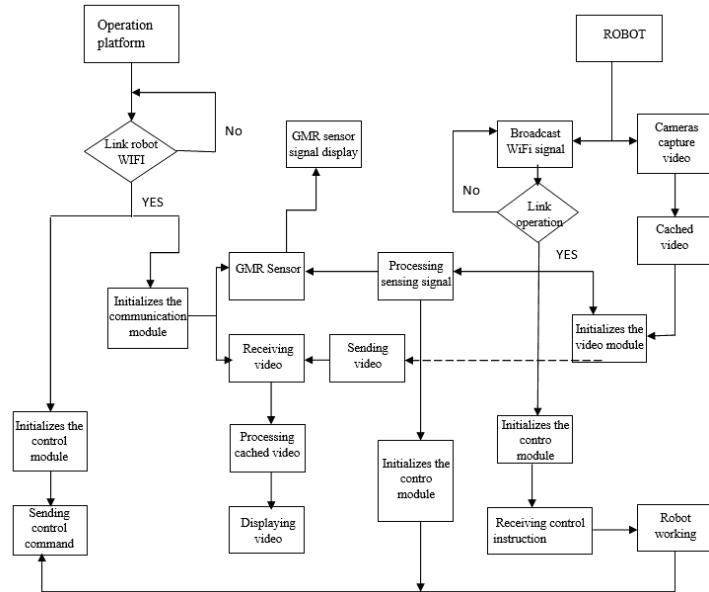 Operation
platform
ROBOT
No
GMR sensor
signal display
Broadcast
WiFi signal
Cameras
capture
video
Link robot
WIFI
No
YES
Link
operation
Cached
video
YES
GMR Sensor
Processing
sensing signal
Initializes the
communication
module
Initializes the
video module
Receiving
video
Sending
video
Initializes the
control
module
Processing
cached video
Initializes the
contro
module
Initializes the
contro
module
Sending
control
command
Displaying
video
Receiving control
instruction
Robot
working